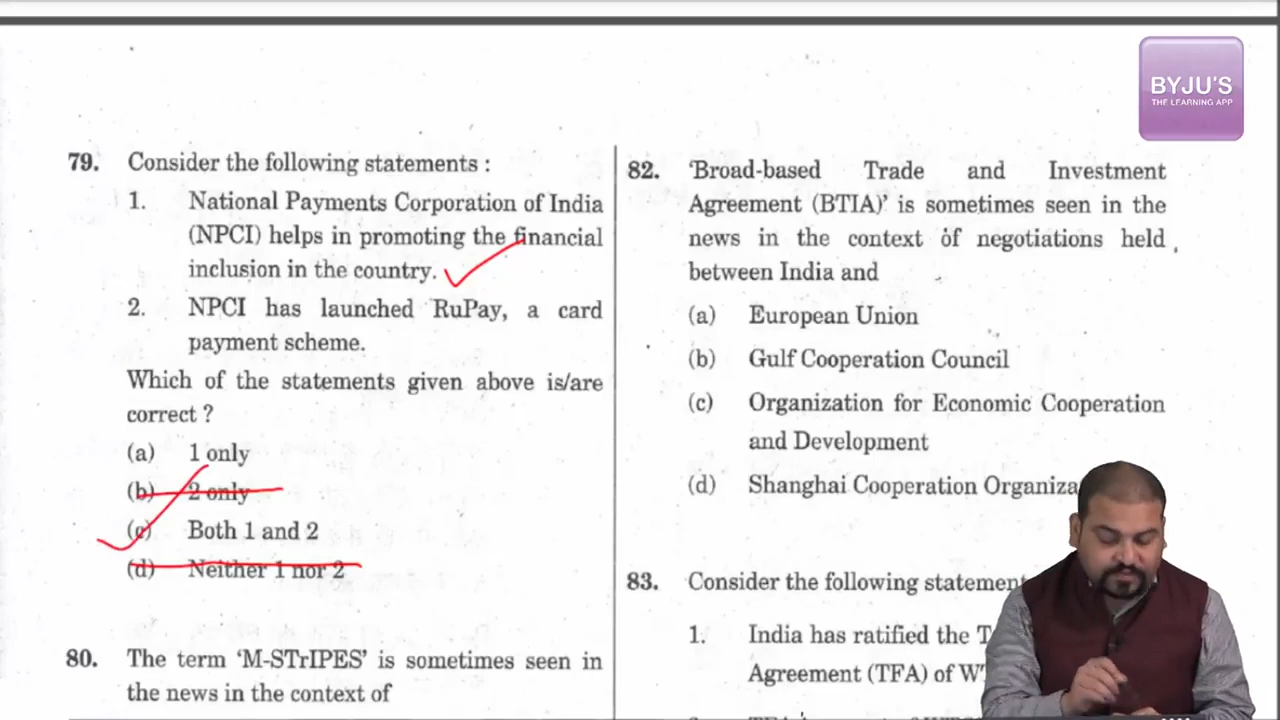 BYJU'S
THE LEARNING APP
79. Consider the following statements :
1. National Payments Corporation of India
(NPCI) helps in promoting the financial
inclusion in the country.
2. NPCI has launched RuPay, a card
payment scheme.
Which of the statements given above is/are
correct ?
(a) 1 only
(b) 2 only
(c) Both 1 and 2
(d) Neither 1 nor 2
80. The term 'M-STrIPES' is sometimes seen in
the news in the context of
82. 'Broad-based Trade and Investment
Agreement (BTIA)' is sometimes seen in the
news in the context of negotiations held
between India and
(a) European Union
(b) Gulf Cooperation Council
(c) Organization for Economic Cooperation
and Development
(d) Shanghai Cooperation
83. Consider the following
1. India has ratified the
Agreement (TFA) of